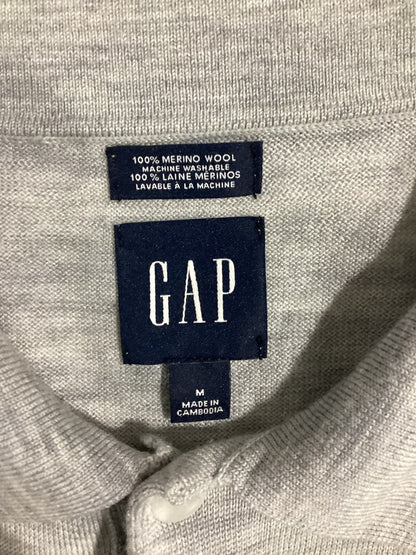 100% MERINO WOOL
MACHINE WASHABLE
100% LAINE MÉRINOS
LAVABLE À LA MACHINE
GAP
M
MADE IN
CAMBODIA